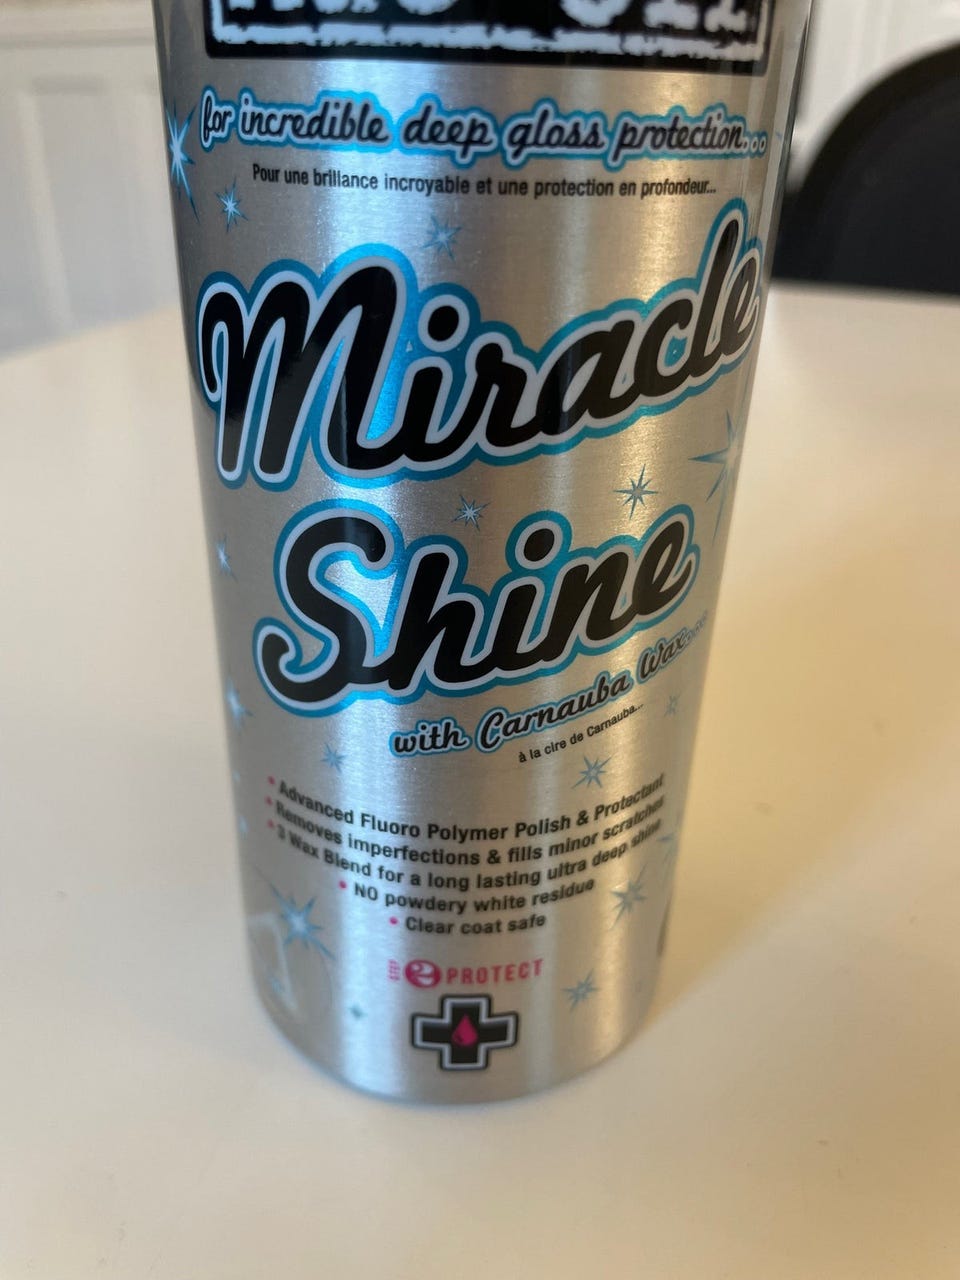 for incredible deep gloss protection...
Pour une brillance incroyable et une protection en profondeur...
Miracle
Shine
with Carnauba Wax...
à la cire de Carnauba...
• Advanced Fluoro Polymer Polish & Protectant
• Removes imperfections & fills minor scratches
• 3 Wax Blend for a long lasting ultra deep shine
• NO powdery white residue
• Clear coat safe
STEP 2 PROTECT